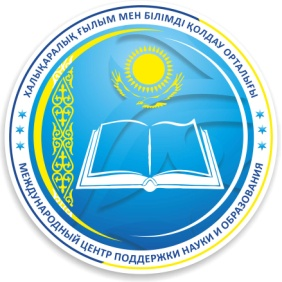 ХАЛЫҚАРАЛЫҚ ҒЫЛЫМ МЕН БІЛІМДІ ҚОЛДАУ ОРТАЛЫҒЫ
МЕЖДУНАРОДНЫЙ ЦЕНТР ПОДДЕРЖКИ НАУКИ И ОБРАЗОВАНИЯ